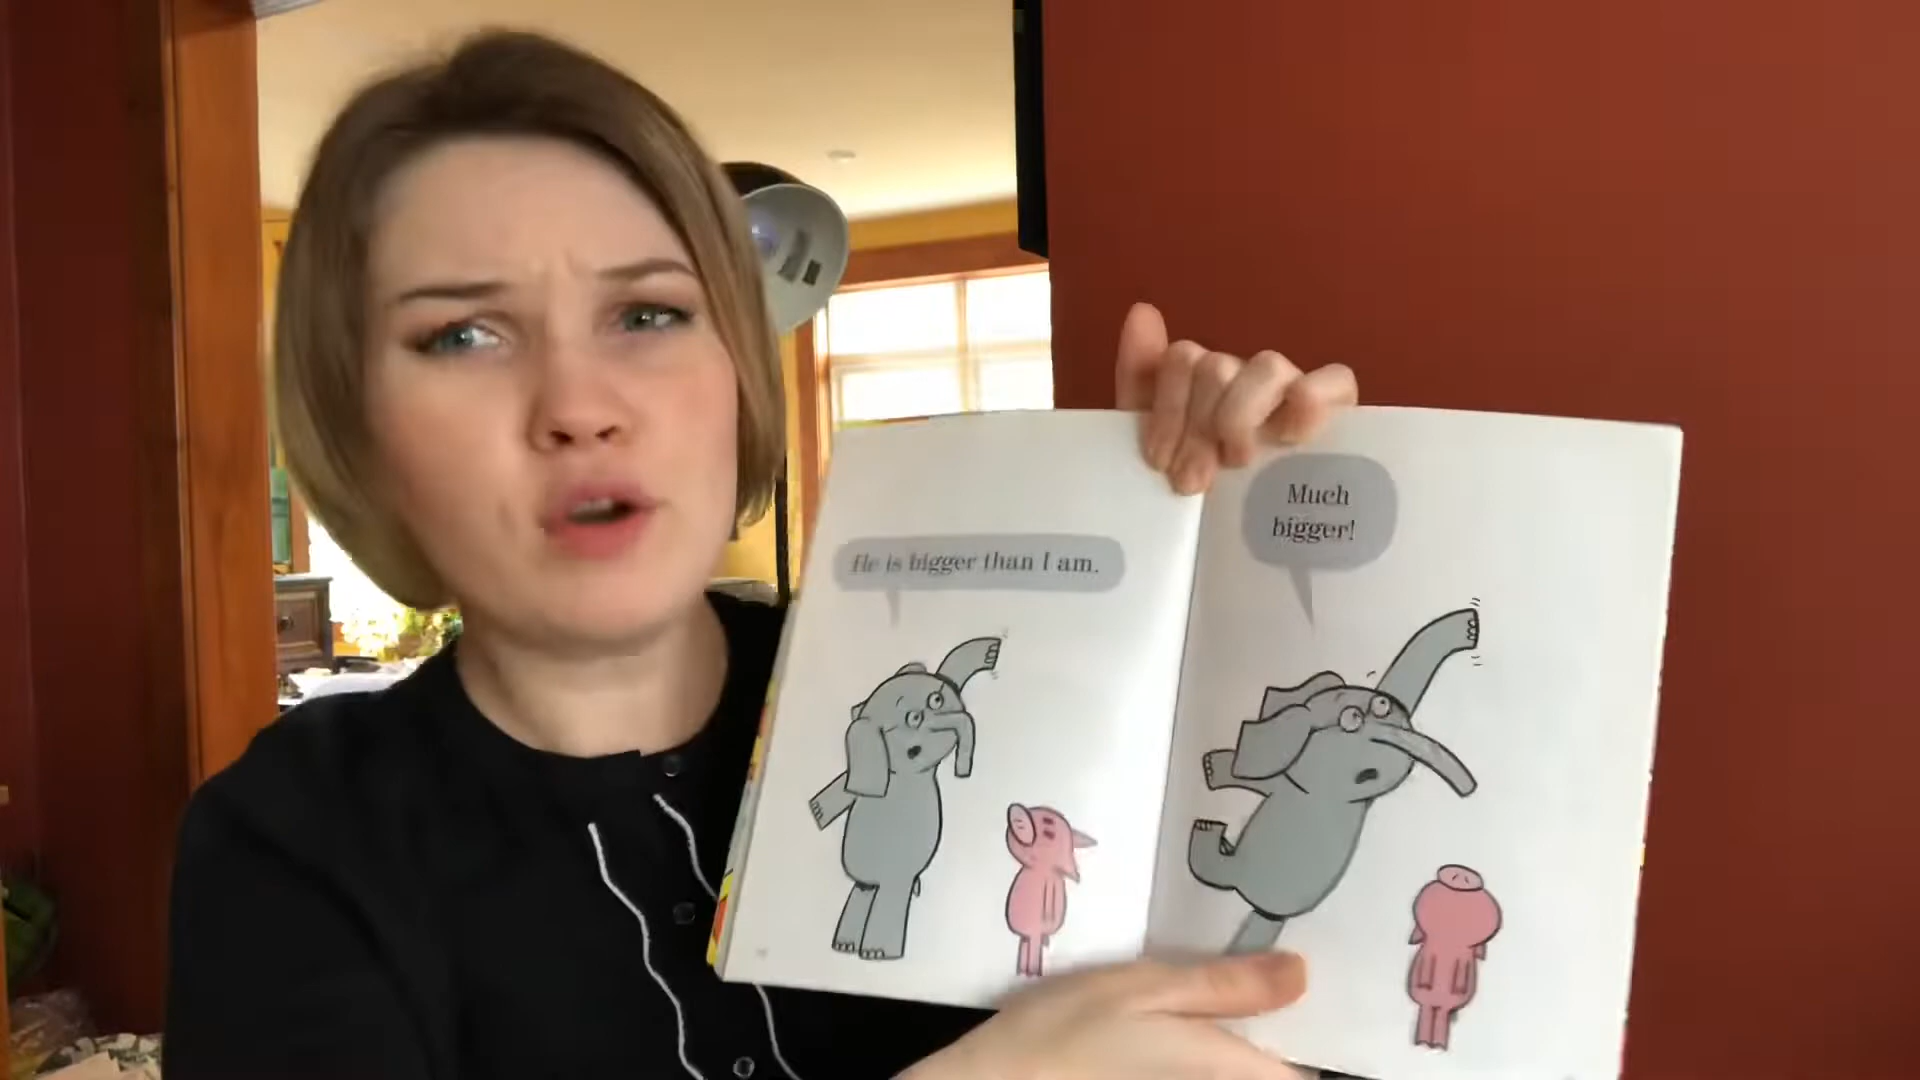 He is bigger than I am.
Much
bigger!